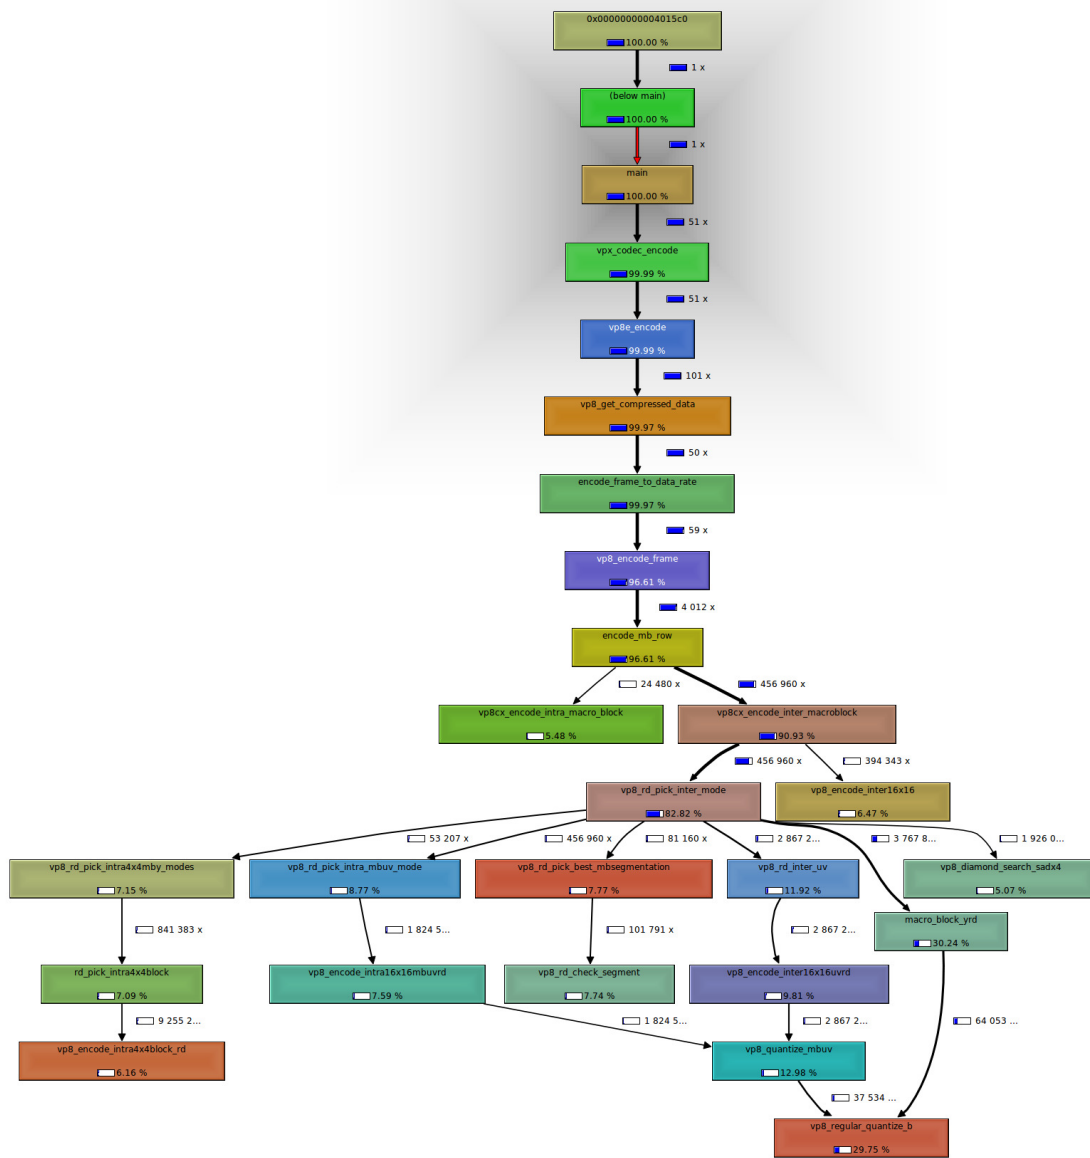 0x00000000004015c0
100.00 %
1 x
(below main)
100.00 %
1 x
main
100.00 %
51 x
vpx_codec_encode
99.99 %
51 x
vp8e_encode
99.99 %
101 x
vp8_get_compressed_data
99.97 %
50 x
encode_frame_to_data_rate
99.97 %
59 x
vp8_encode_frame
96.61 %
4 012 x
encode_mb_row
96.61 %
24 480 x
456 960 x
vp8cx_encode_intra_macro_block
5.48 %
vp8cx_encode_inter_macroblock
90.93 %
456 960 x
394 343 x
vp8_rd_pick_inter_mode
82.82 %
vp8_encode_inter16x16
6.47 %
53 207 x
456 960 x
81 160 x
2 867 2...
3 767 8...
1 926 0...
vp8_rd_pick_intra4x4mby_modes
7.15 %
vp8_rd_pick_intra_mbuv_mode
8.77 %
vp8_rd_pick_best_mbsegmentation
7.77 %
vp8_rd_inter_uv
11.92 %
vp8_diamond_search_sadx4
5.07 %
macro_block_yrd
30.24 %
841 383 x
1 824 5...
101 791 x
2 867 2...
rd_pick_intra4x4block
7.09 %
vp8_encode_intra16x16mbuvrd
7.59 %
vp8_rd_check_segment
7.74 %
vp8_encode_inter16x16uvrd
9.81 %
9 255 2...
1 824 5...
2 867 2...
64 053 ...
vp8_encode_intra4x4block_rd
6.16 %
vp8_quantize_mbuv
12.98 %
37 534 ...
vp8_regular_quantize_b
29.75 %